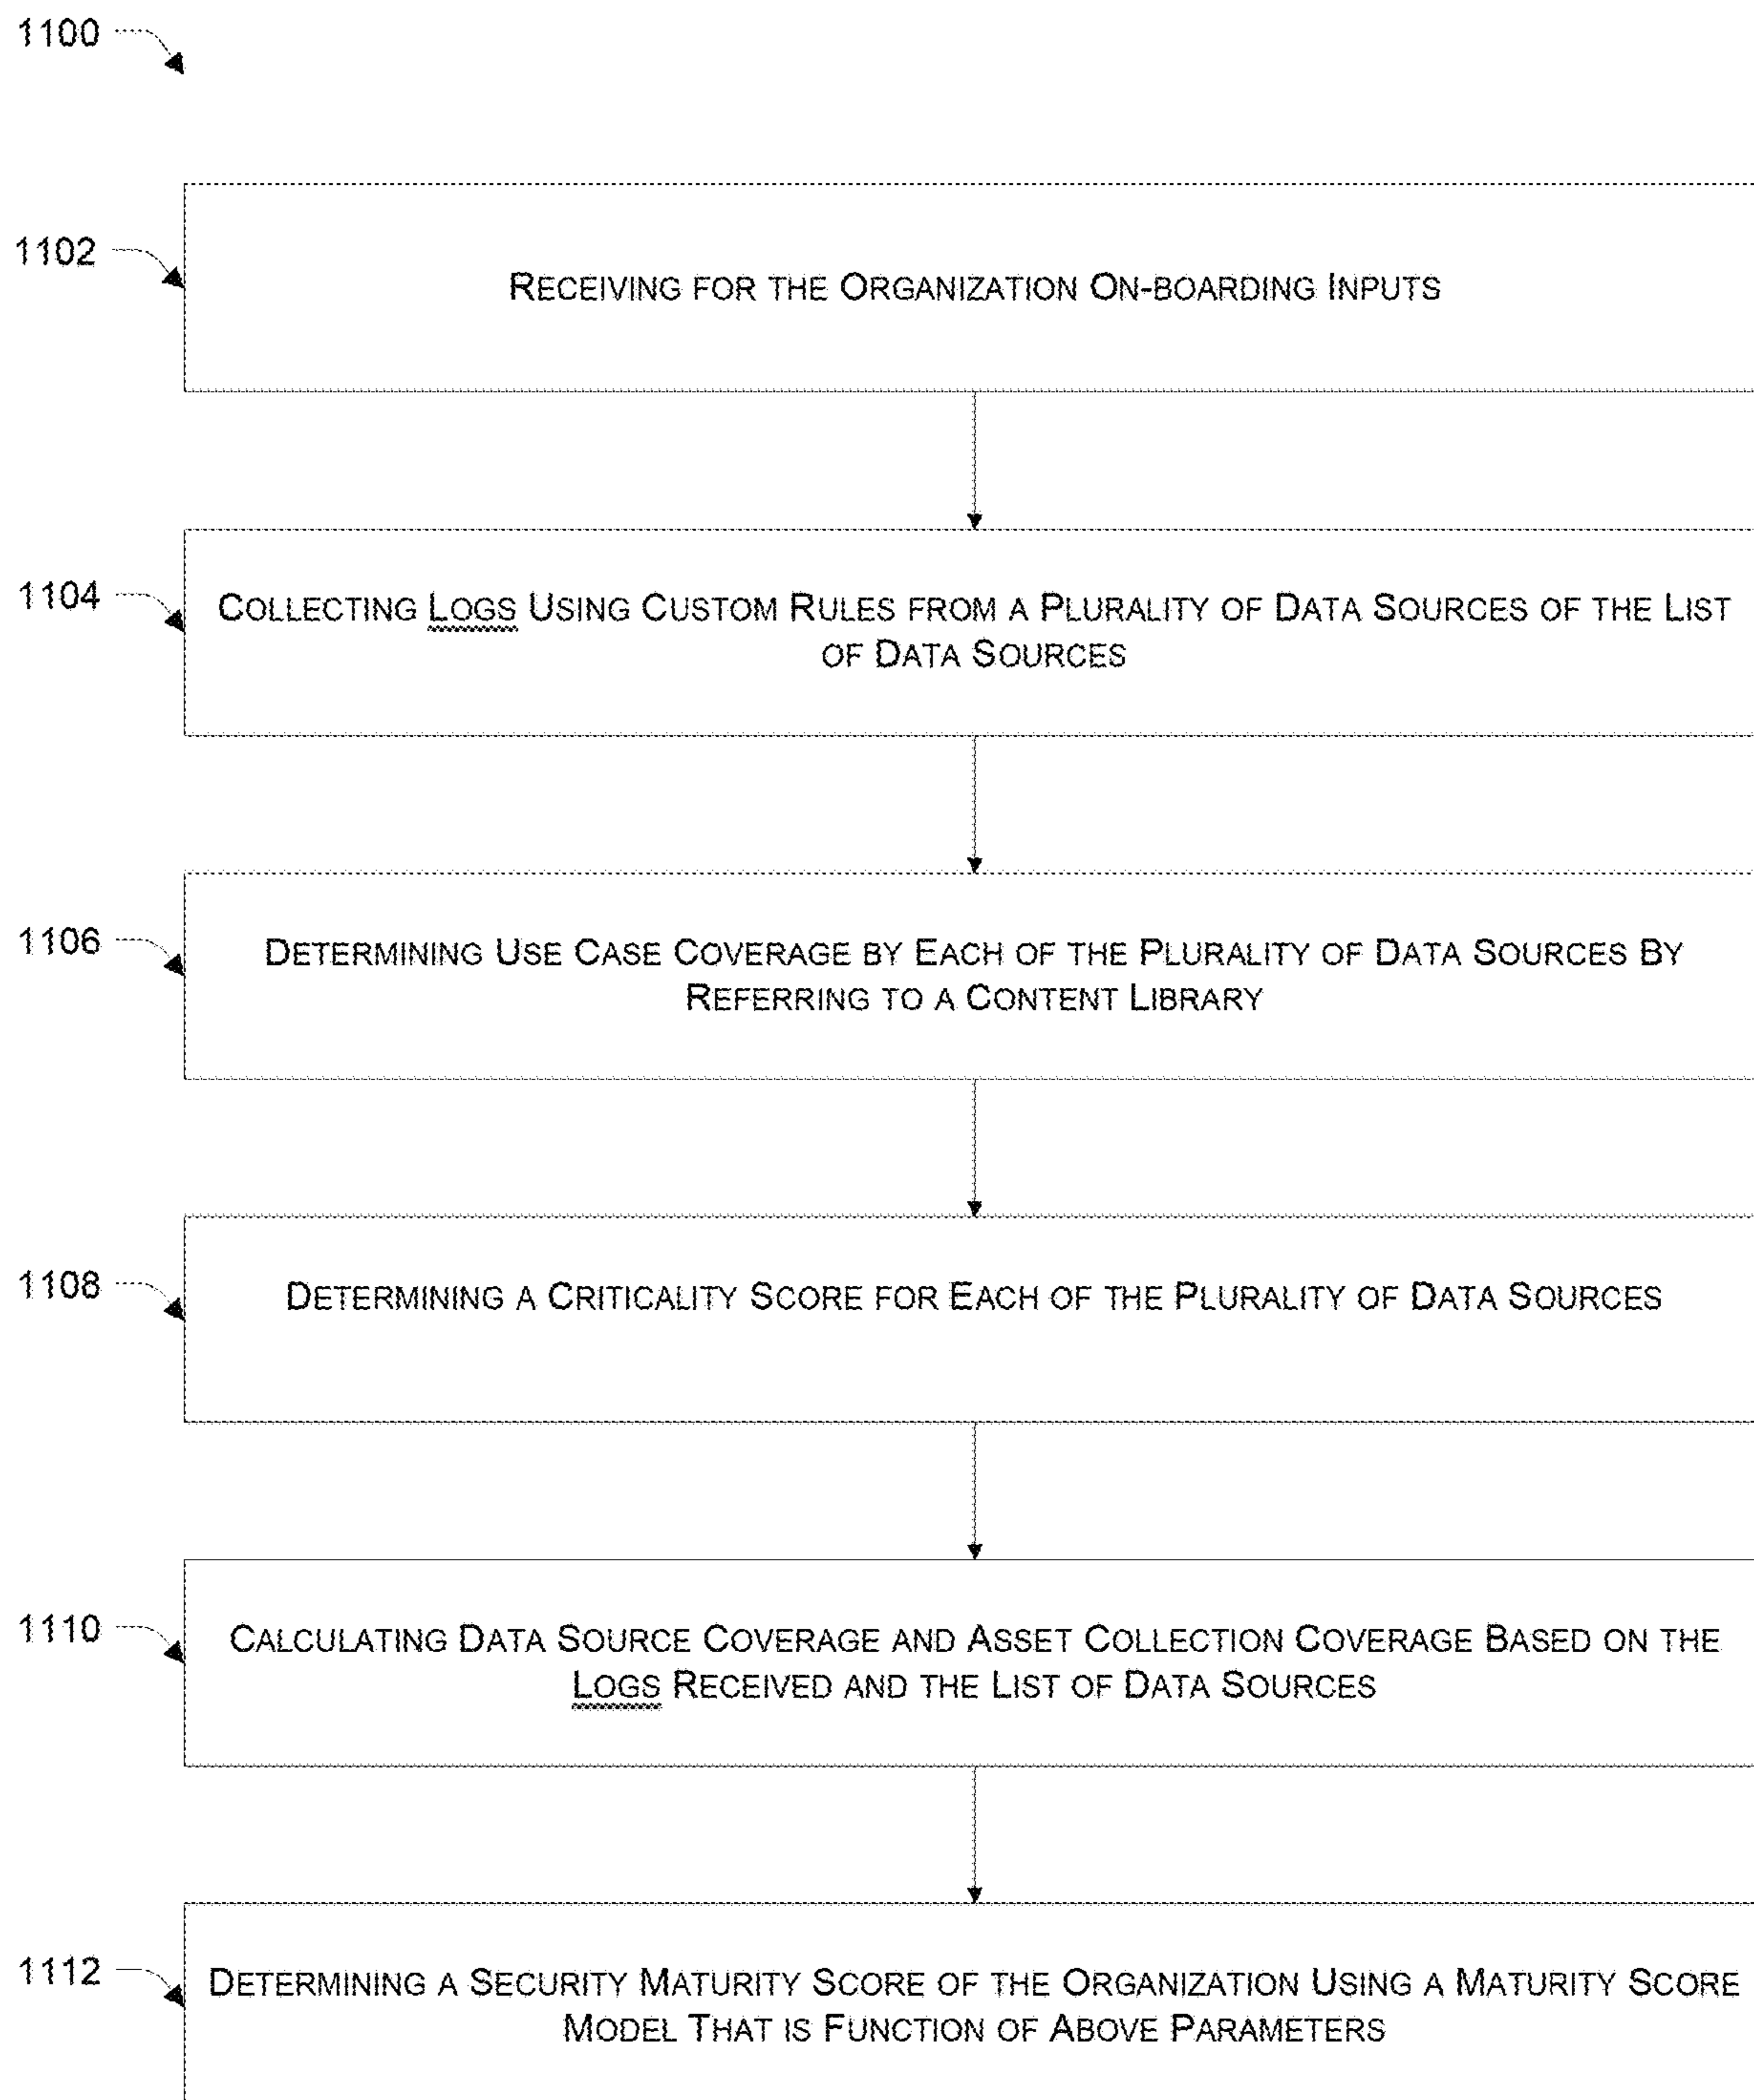 1100
1102
RECEIVING FOR THE ORGANIZATION ON-BOARDING INPUTS
1104
COLLECTING LOGS USING CUSTOM RULES FROM A PLURALITY OF DATA SOURCES OF THE LIST
OF DATA SOURCES
1106
DETERMINING USE CASE COVERAGE BY EACH OF THE PLURALITY OF DATA SOURCES BY
REFERRING TO A CONTENT LIBRARY
1108
DETERMINING A CRITICALITY SCORE FOR EACH OF THE PLURALITY OF DATA SOURCES
1110
CALCULATING DATA SOURCE COVERAGE AND ASSET COLLECTION COVERAGE BASED ON THE
LOGS RECEIVED AND THE LIST OF DATA SOURCES
1112
DETERMINING A SECURITY MATURITY SCORE OF THE ORGANIZATION USING A MATURITY SCORE
MODEL THAT IS FUNCTION OF ABOVE PARAMETERS